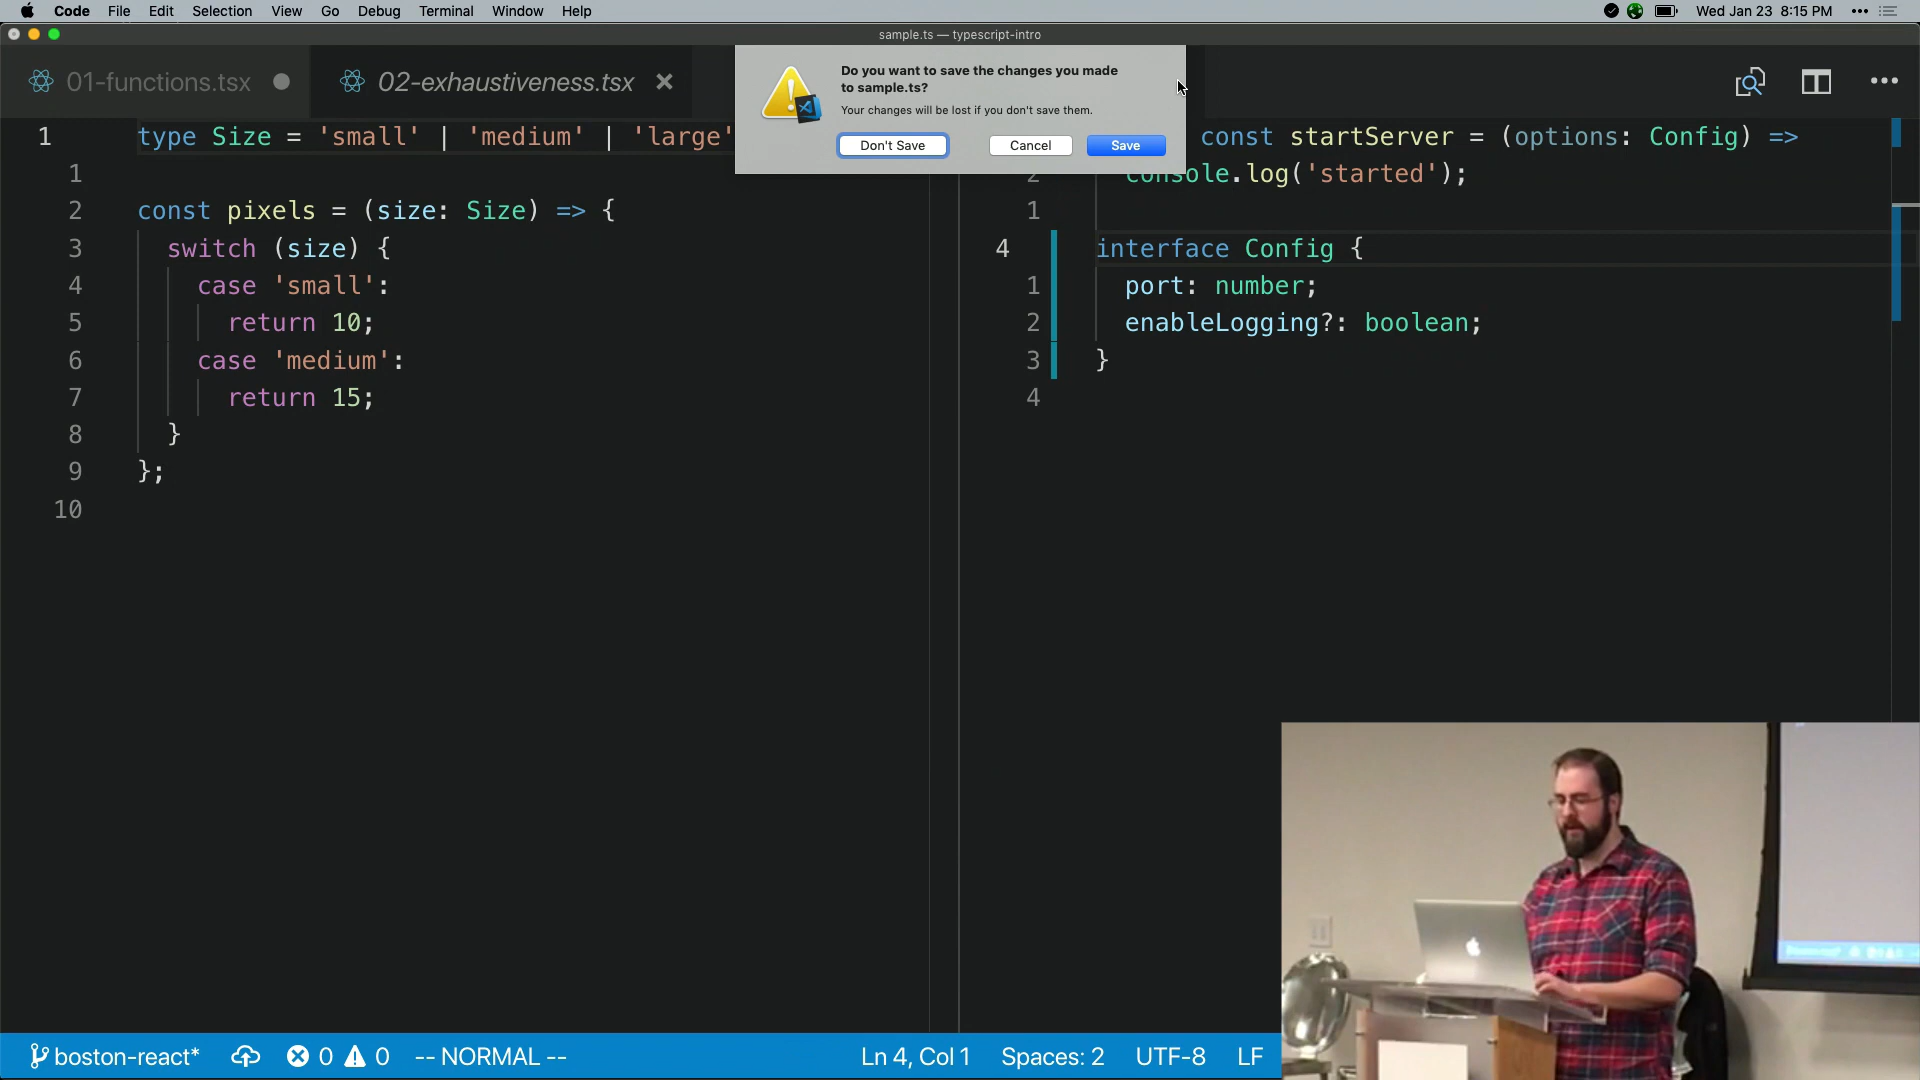 Code File Edit Selection View Go Debug Terminal Window Help
Wed Jan 23 8:15 PM
sample.ts — typescript-intro
01-functions.tsx
02-exhaustiveness.tsx
Do you want to save the changes you made
to sample.ts?
Your changes will be lost if you don't save them.
Don't Save Cancel Save
1 type Size = 'small' | 'medium' | 'large'
1
2 const pixels = (size: Size) => {
3 switch (size) {
4 case 'small':
5 return 10;
6 case 'medium':
7 return 15;
8 }
9 };
10
const startServer = (options: Config) =>
2 console.log('started');
1
4 interface Config {
1 port: number;
2 enableLogging?: boolean;
3 }
4
boston-react* 0 0 -- NORMAL -- Ln 4, Col 1 Spaces: 2 UTF-8 LF